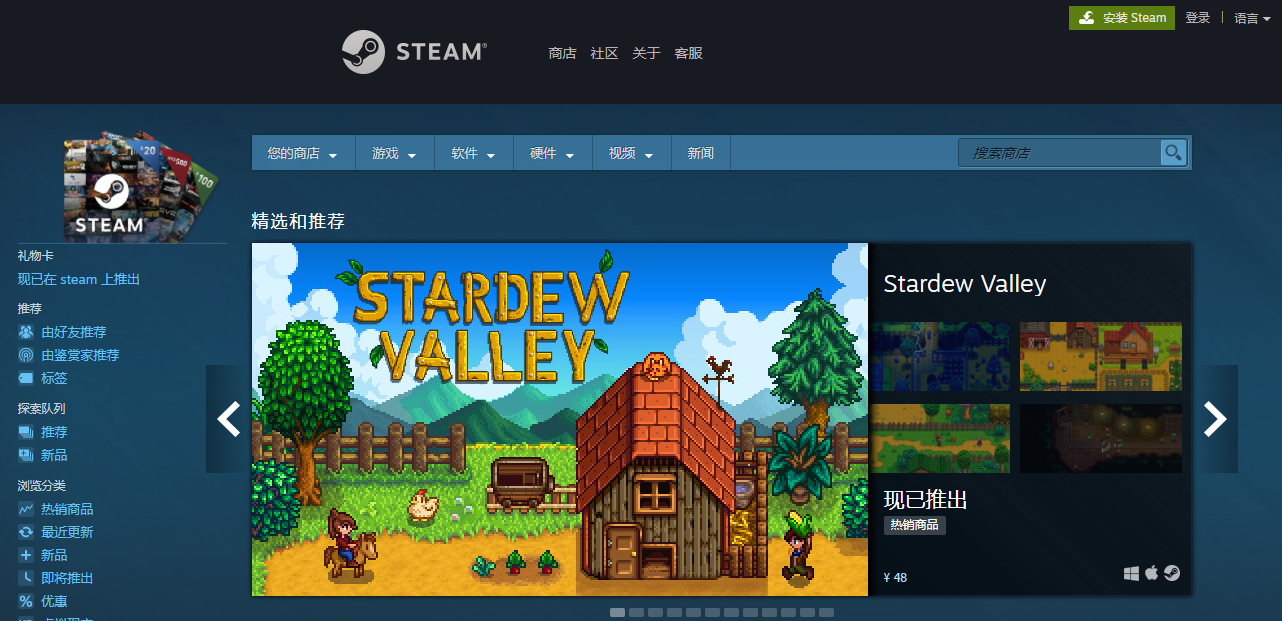 安装 Steam
登录
语言
STEAM®
商店 社区 关于 客服
$20
$100
STEAM
您的商店 游戏 软件 硬件 视频 新闻
搜索商店
礼物卡
现已在 steam 上推出
推荐
由好友推荐
由鉴赏家推荐
标签
探索队列
推荐
新品
浏览分类
热销商品
最近更新
新品
即将推出
优惠
精选和推荐
STARDEW
VALLEY
Stardew Valley
现已推出
热销商品
¥ 48